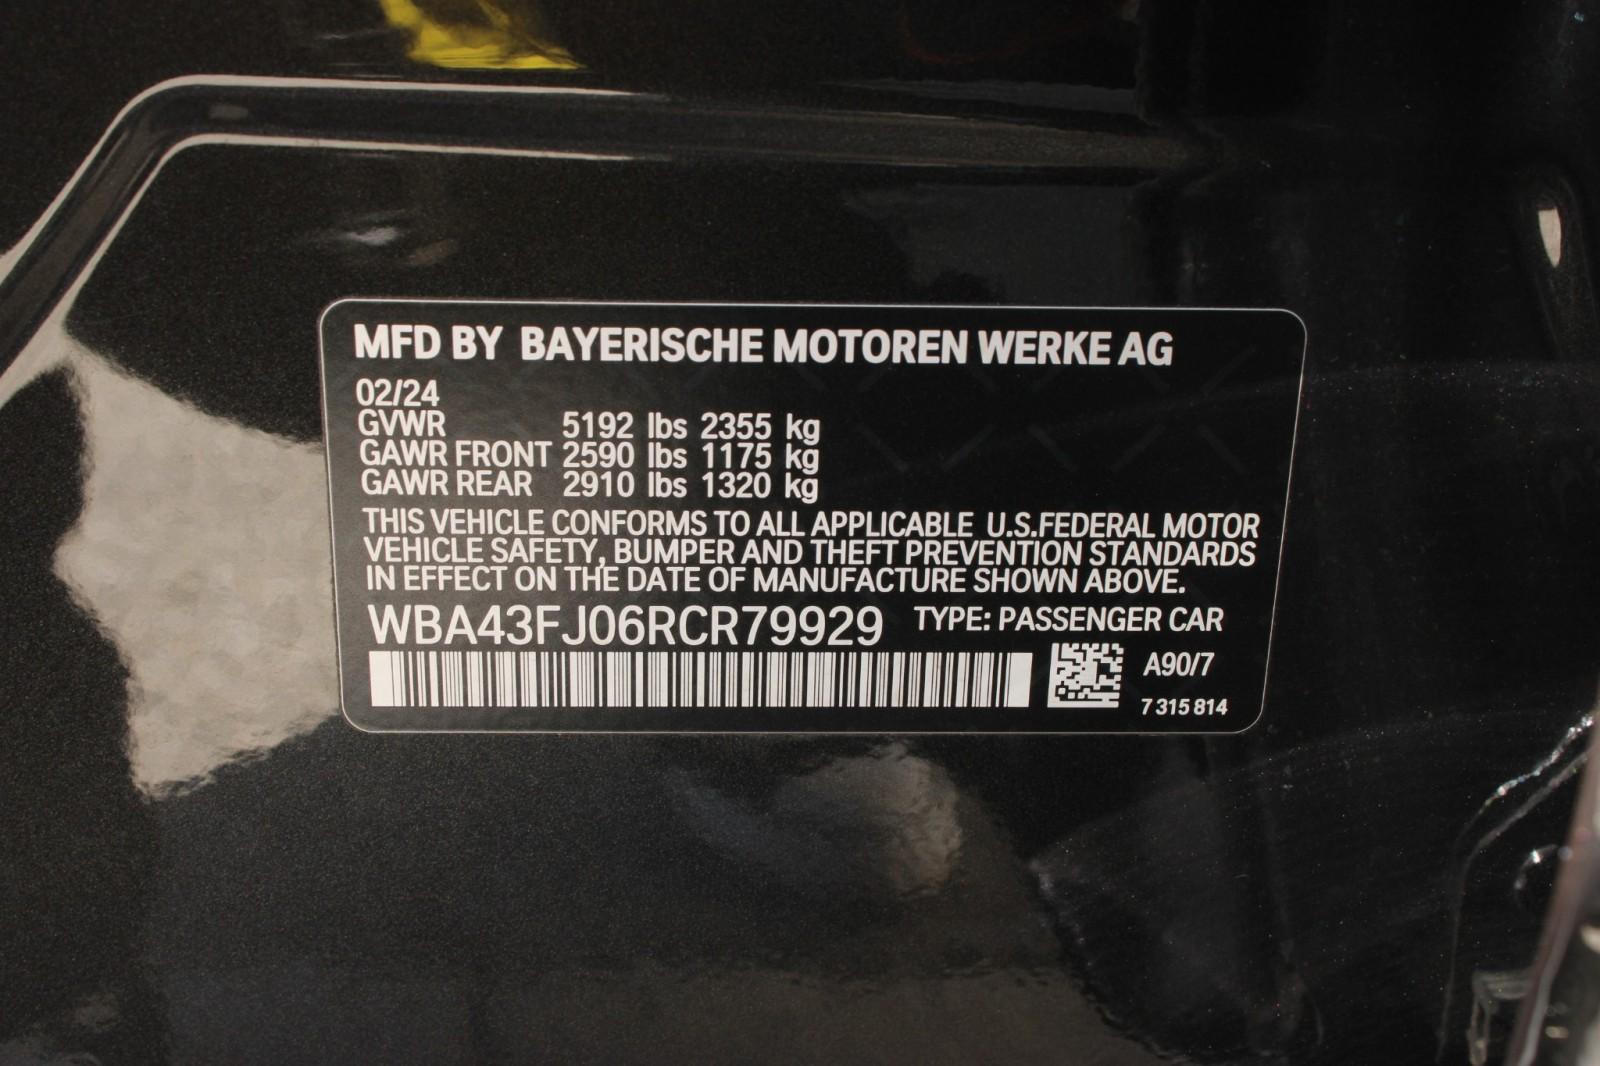 MFD BY BAYERISCHE MOTOREN WERKE AG
02/24
GVWR 5192 lbs 2355 kg
GAWR FRONT 2590 lbs 1175 kg
GAWR REAR 2910 lbs 1320 kg
THIS VEHICLE CONFORMS TO ALL APPLICABLE U.S.FEDERAL MOTOR
VEHICLE SAFETY, BUMPER AND THEFT PREVENTION STANDARDS
IN EFFECT ON THE DATE OF MANUFACTURE SHOWN ABOVE.
WBA43FJ06RCR79929 TYPE: PASSENGER CAR
A90/7
7 315 814